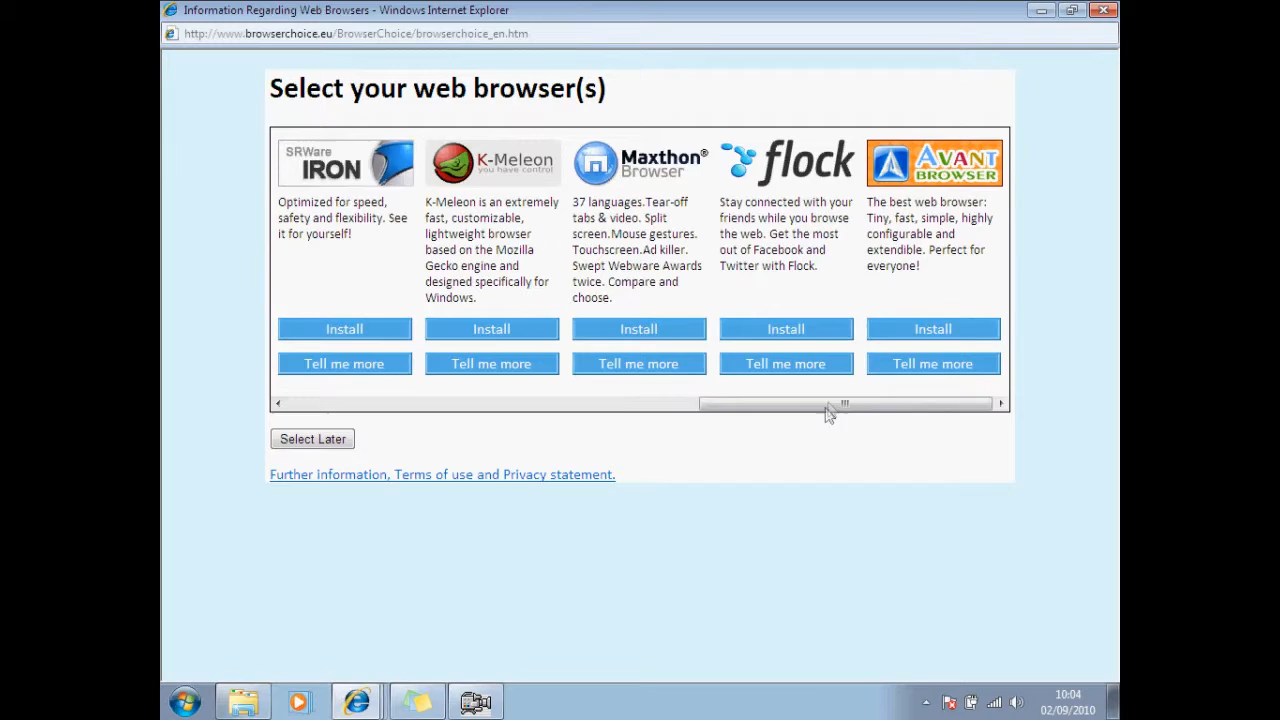 Information Regarding Web Browsers - Windows Internet Explorer
http://www.browserchoice.eu/BrowserChoice/browserchoice_en.htm
Select your web browser(s)
SRWare
IRON
Optimized for speed,
safety and flexibility. See
it for yourself!
Install
Tell me more
K-Meleon
you have control
K-Meleon is an extremely
fast, customizable,
lightweight browser
based on the Mozilla
Gecko engine and
designed specifically for
Windows.
Install
Tell me more
Maxthon®
Browser
37 languages.Tear-off
tabs & video. Split
screen.Mouse gestures.
Touchscreen.Ad killer.
Swept Webware Awards
twice. Compare and
choose.
Install
Tell me more
flock
Stay connected with your
friends while you browse
the web. Get the most
out of Facebook and
Twitter with Flock.
Install
Tell me more
AVANT
BROWSER
The best web browser:
Tiny, fast, simple, highly
configurable and
extendible. Perfect for
everyone!
Install
Tell me more
Select Later
Further information, Terms of use and Privacy statement.
10:04
02/09/2010